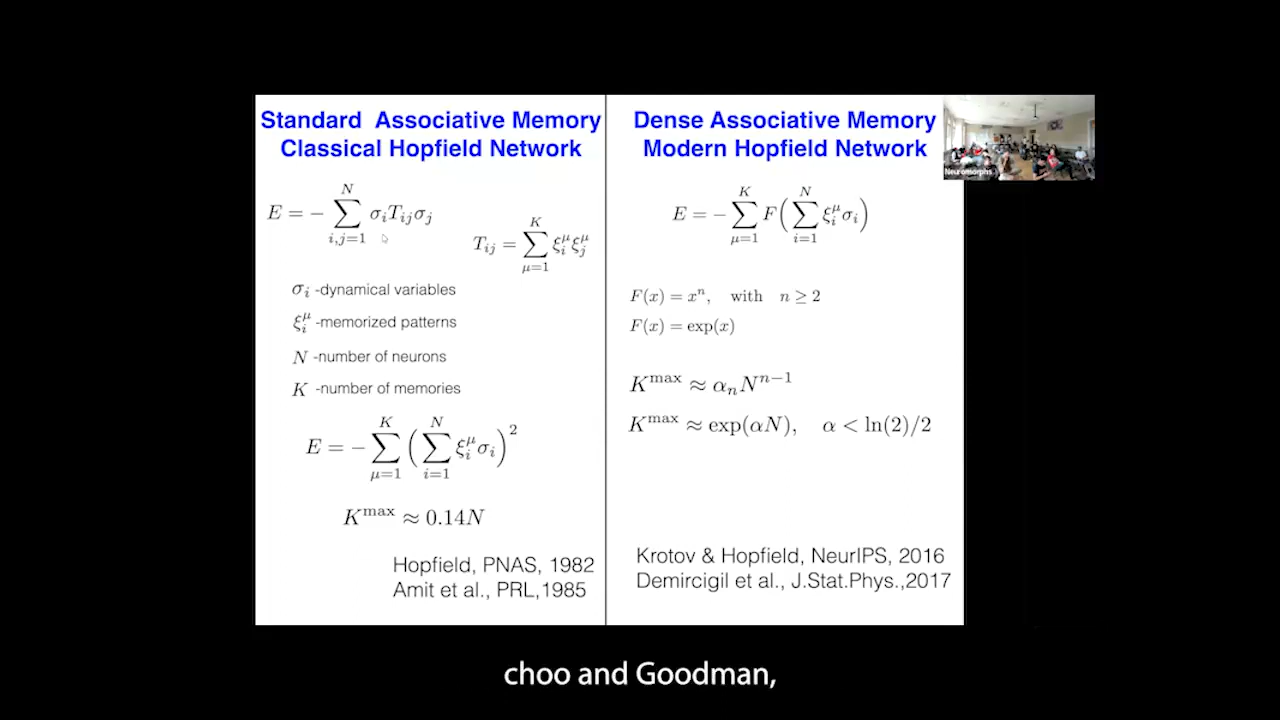 Standard Associative Memory
Classical Hopfield Network
E = − ∑_{i,j=1}^{N} σ_i T_{ij} σ_j
T_{ij} = ∑_{μ=1}^{K} ξ_i^μ ξ_j^μ
σ_i -dynamical variables
ξ_i^μ -memorized patterns
N -number of neurons
K -number of memories
E = − ∑_{μ=1}^{K} ( ∑_{i=1}^{N} ξ_i^μ σ_i )^2
K^{max} ≈ 0.14N
Hopfield, PNAS, 1982
Amit et al., PRL,1985
Dense Associative Memory
Modern Hopfield Network
E = − ∑_{μ=1}^{K} F( ∑_{i=1}^{N} ξ_i^μ σ_i )
F(x) = x^n, with n ≥ 2
F(x) = exp(x)
K^{max} ≈ α_n N^{n−1}
K^{max} ≈ exp(αN), α < ln(2)/2
Krotov & Hopfield, NeurIPS, 2016
Demircigil et al., J.Stat.Phys.,2017
Neuromorphs
choo and Goodman,